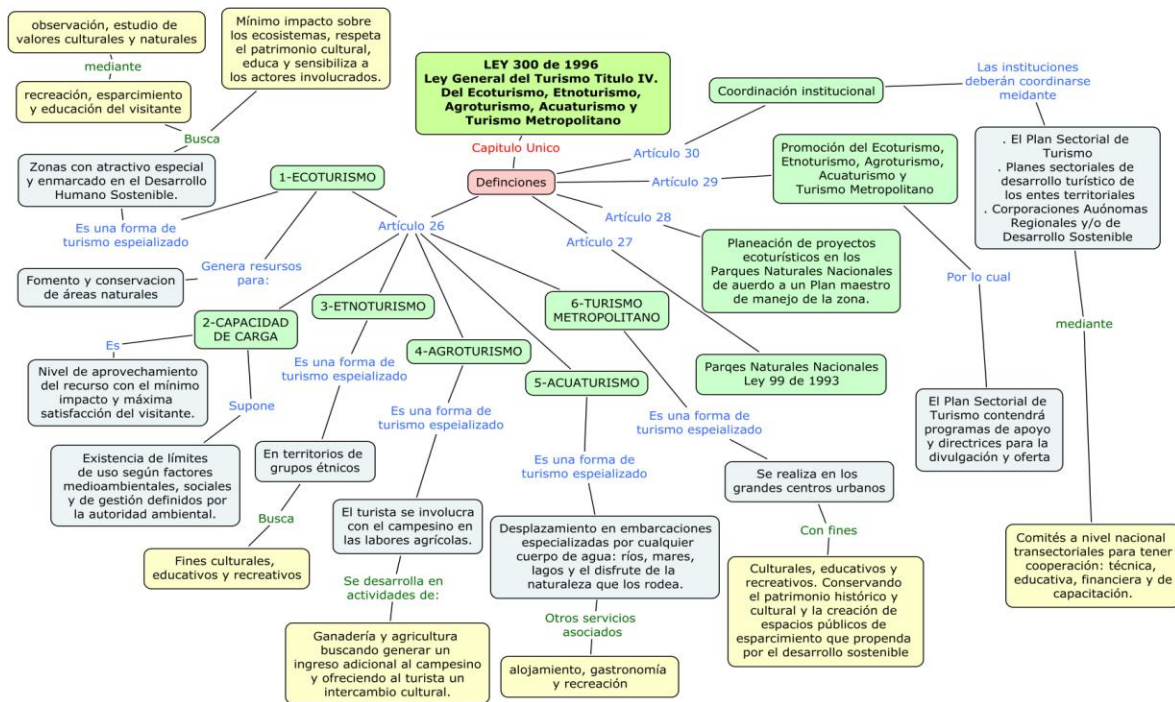 observación, estudio de
valores culturales y naturales
mediante
recreación, esparcimiento
y educación del visitante
Mínimo impacto sobre
los ecosistemas, respeta
el patrimonio cultural,
educa y sensibiliza a
a los actores involucrados.
Busca
Zonas con atractivo especial
y enmarcado en el Desarrollo
Humano Sostenible.
Es una forma de
turismo espeializado
1-ECOTURISMO
Genera resursos
para:
Fomento y conservacion
de áreas naturales
LEY 300 de 1996
Ley General del Turismo Titulo IV.
Del Ecoturismo, Etnoturismo,
Agroturismo, Acuaturismo y
Turismo Metropolitano
Capitulo Unico
Definciones
Artículo 26
2-CAPACIDAD
DE CARGA
Es
Nivel de aprovechamiento
del recurso con el mínimo
impacto y máxima
satisfacción del visitante.
Supone
Existencia de límites
de uso según factores
medioambientales, sociales
y de gestión definidos por
la autoridad ambiental.
3-ETNOTURISMO
Es una forma de
turismo espeializado
En territorios de
grupos étnicos
Busca
Fines culturales,
educativos y recreativos
4-AGROTURISMO
Es una forma de
turismo espeializado
El turista se involucra
con el campesino en
las labores agrícolas.
Se desarrolla en
actividades de:
Ganadería y agricultura
buscando generar un
ingreso adicional al campesino
y ofreciendo al turista un
intercambio cultural.
5-ACUATURISMO
Es una forma de
turismo espeializado
Desplazamiento en embarcaciones
especializadas por cualquier
cuerpo de agua: ríos, mares,
lagos y el disfrute de la
naturaleza que los rodea.
Otros servicios
asociados
alojamiento, gastronomía
y recreación
6-TURISMO
METROPOLITANO
Es una forma de
turismo espeializado
Se realiza en los
grandes centros urbanos
Con fines
Culturales, educativos y
recreativos. Conservando
el patrimonio histórico y
cultural y la creación de
espacios públicos de
esparcimiento que propenda
por el desarrollo sostenible
Artículo 27
Parqes Naturales Nacionales
Ley 99 de 1993
Artículo 28
Planeación de proyectos
ecoturísticos en los
Parques Naturales Nacionales
de auerdo a un Plan maestro
de manejo de la zona.
Artículo 29
Promoción del Ecoturismo,
Etnoturismo, Agroturismo,
Acuaturismo y
Turismo Metropolitano
Por lo cual
El Plan Sectorial de
Turismo contendrá
programas de apoyo
y directrices para la
divulgación y oferta
Artículo 30
Coordinación institucional
Las instituciones
deberán coordinarse
meidante
. El Plan Sectorial de
Turismo
. Planes sectoriales de
desarrollo turístico de
los entes territoriales
. Corporaciones Auónomas
Regionales y/o de
Desarrollo Sostenible
mediante
Comités a nivel nacional
transectoriales para tener
cooperación: técnica,
educativa, financiera y de
capacitación.